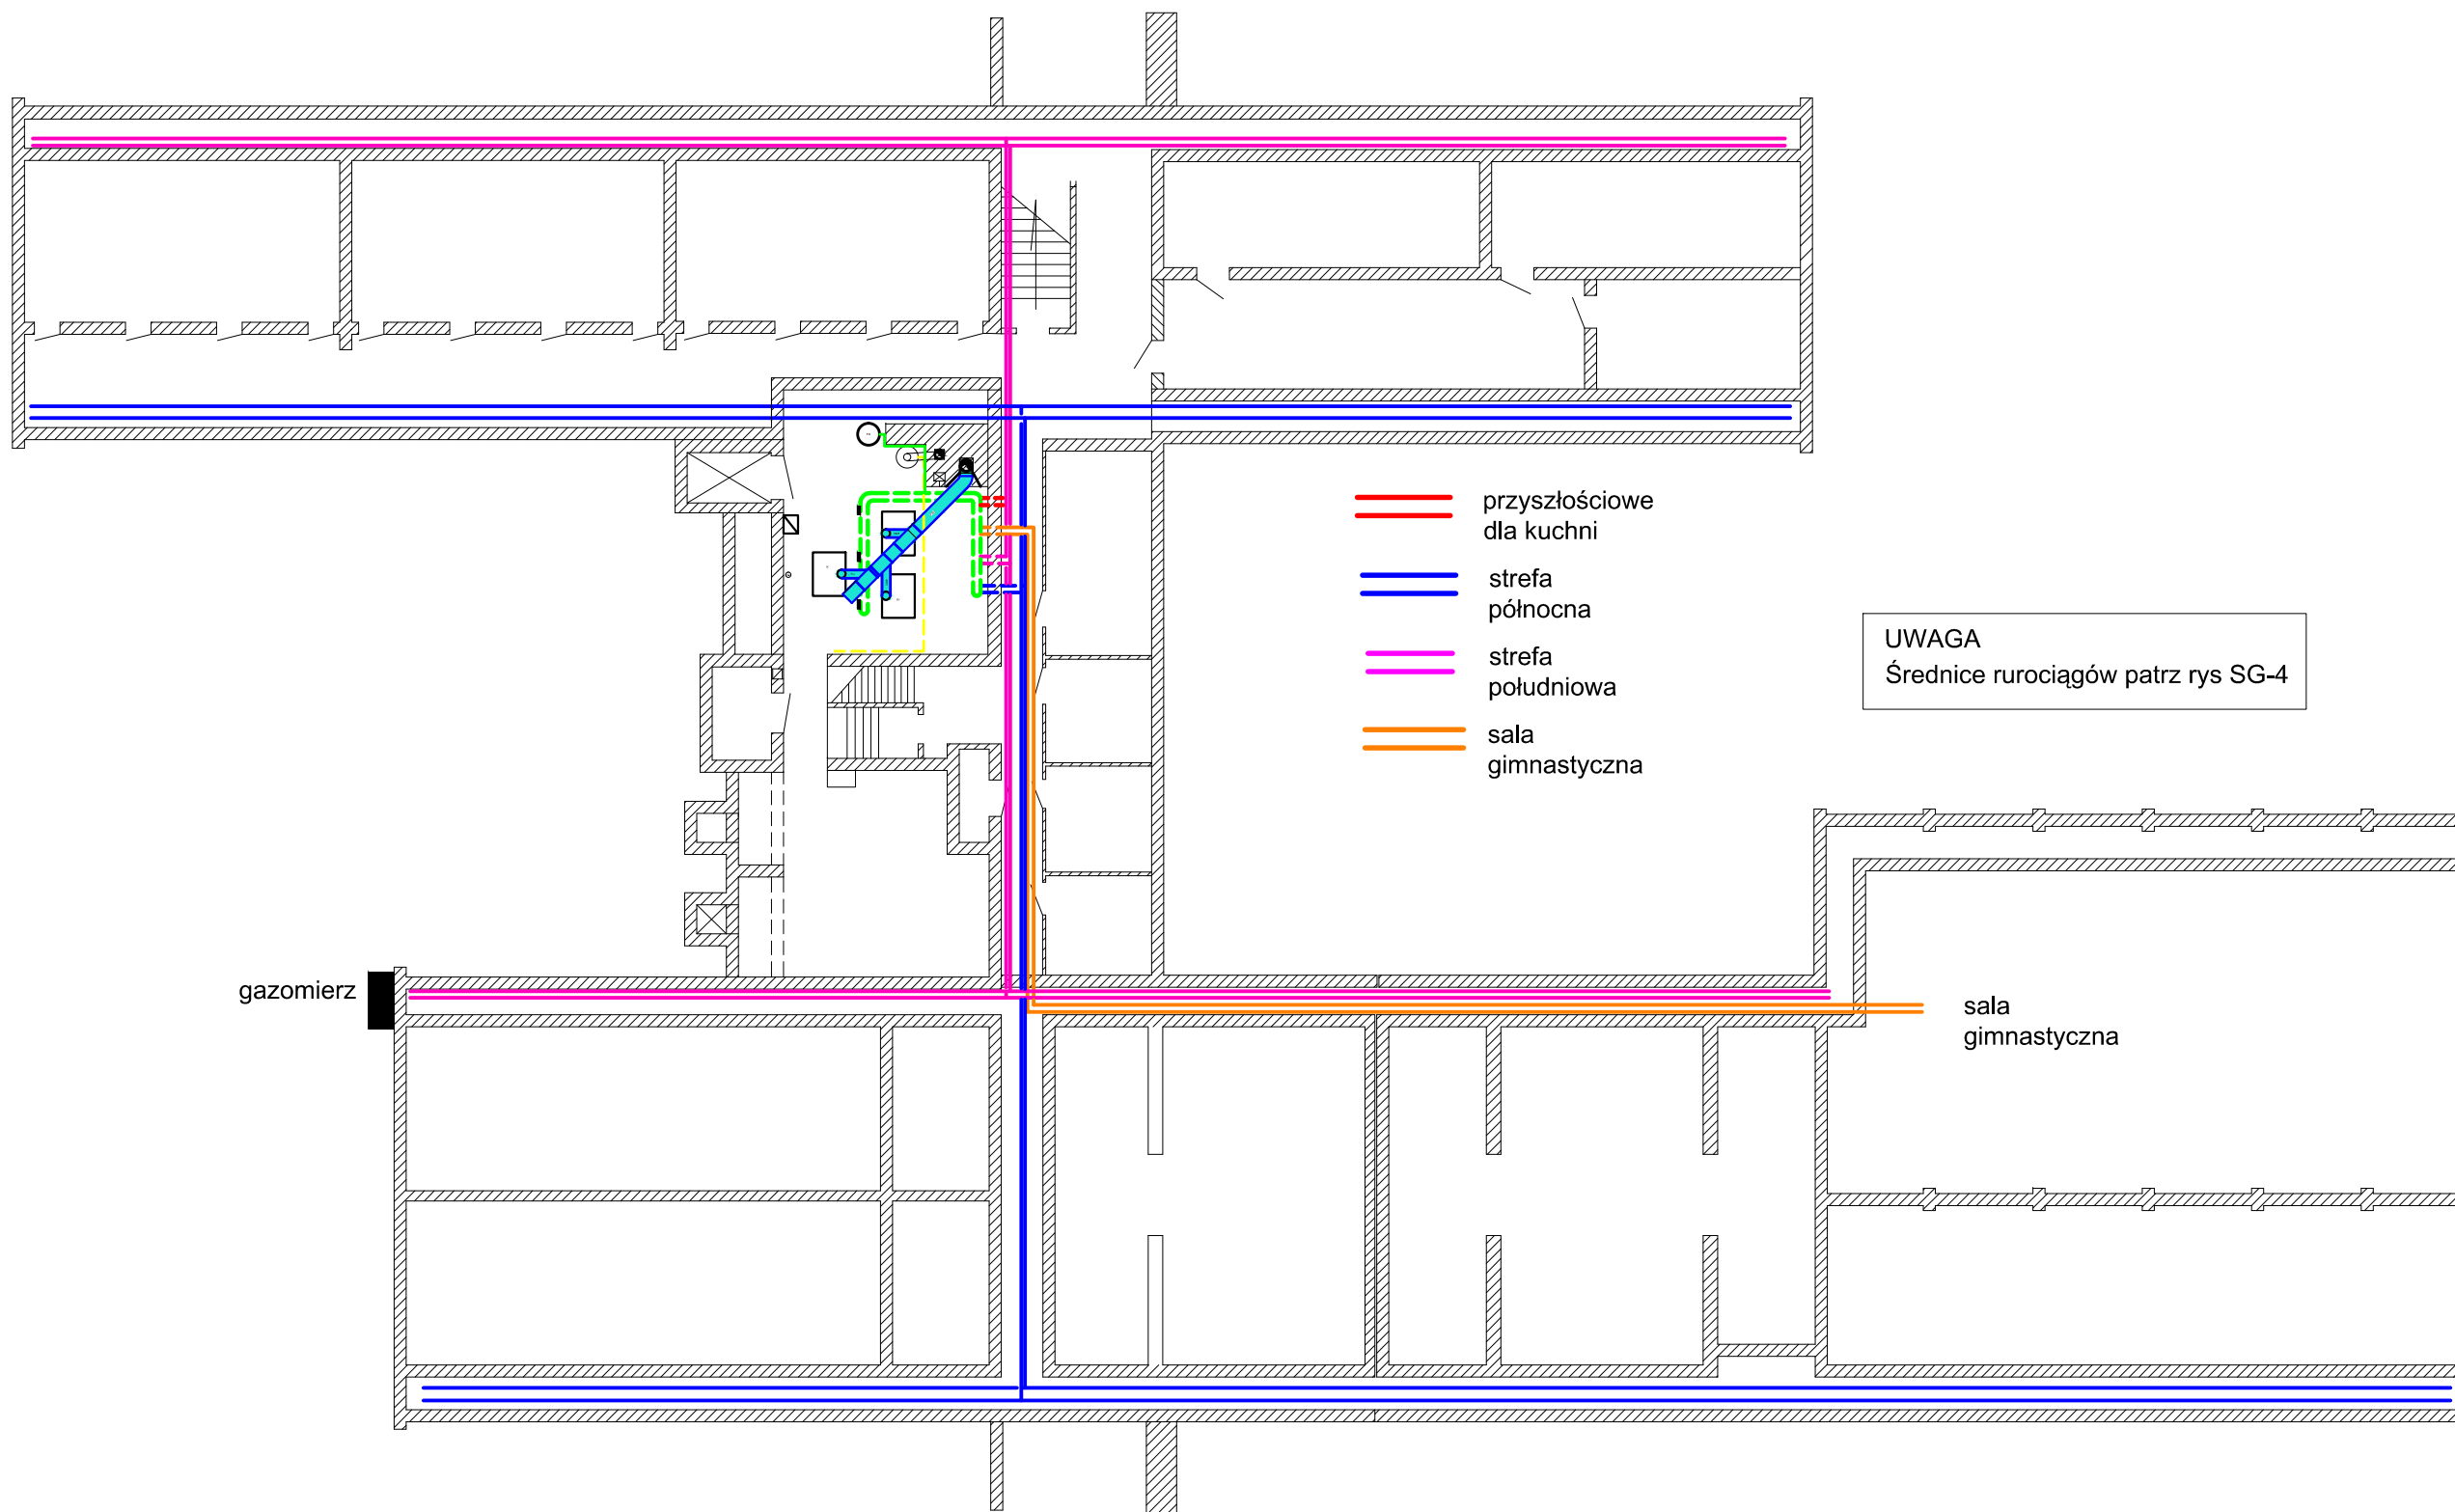 przyszłościowe
dla kuchni
strefa
północna
strefa
południowa
sala
gimnastyczna
UWAGA
Średnice rurociągów patrz rys SG-4
gazomierz
sala
gimnastyczna